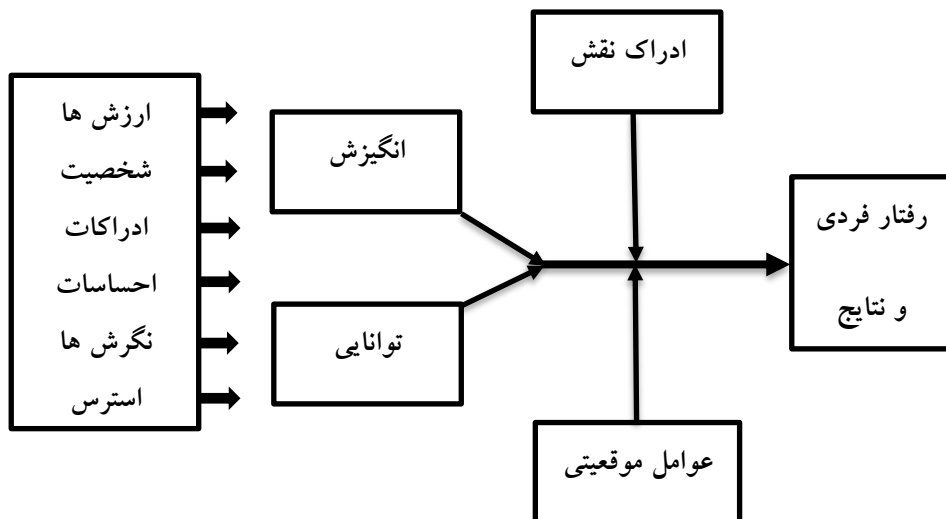 ادراک نقش
ارزش ها
شخصیت
ادراکات
احساسات
نگرش ها
استرس
انگیزش
توانایی
رفتار فردی
و نتایج
عوامل موقعیتی